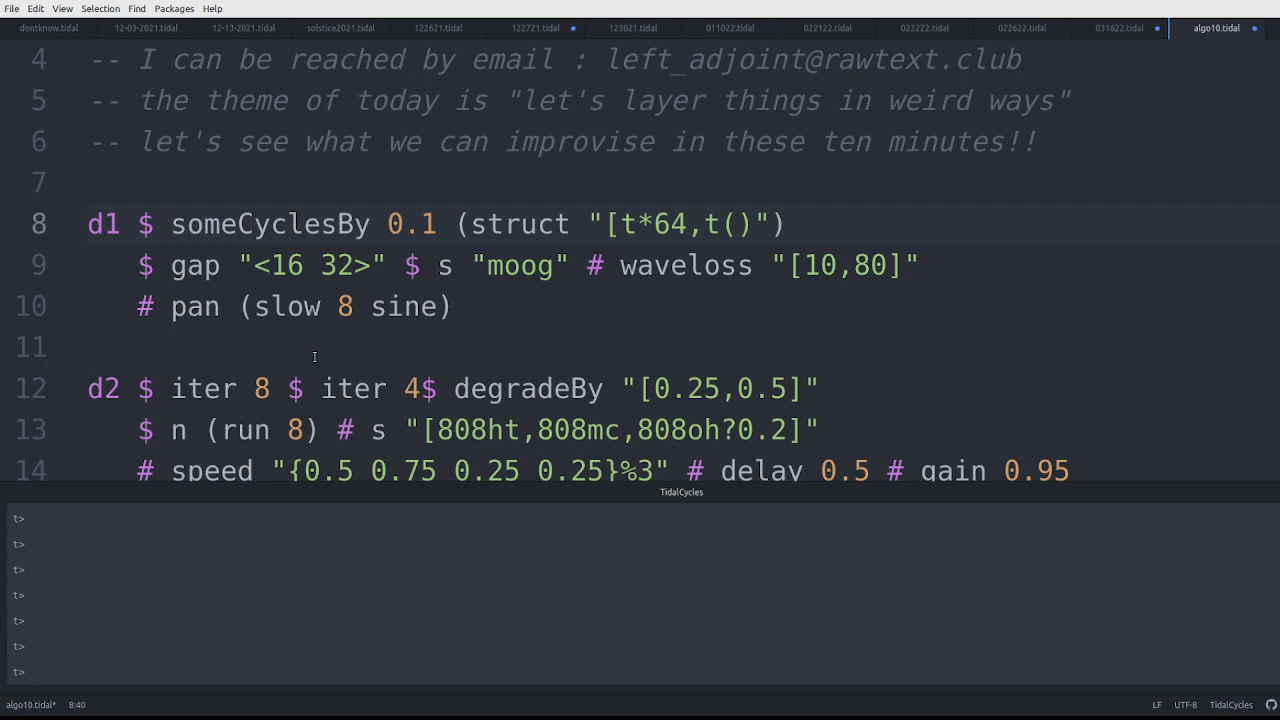 File Edit View Selection Find Packages Help
dontknow.tidal 12-03-2021.tidal 12-13-2021.tidal solstice2021.tidal 122621.tidal 122721.tidal 123021.tidal 011022.tidal 022122.tidal 022222.tidal 022622.tidal 031622.tidal algo10.tidal
4 -- I can be reached by email : left_adjoint@rawtext.club
5 -- the theme of today is "let's layer things in weird ways"
6 -- let's see what we can improvise in these ten minutes!!
7
8 d1 $ someCyclesBy 0.1 (struct "[t*64,t()")
9 $ gap "<16 32>" $ s "moog" # waveloss "[10,80]"
10 # pan (slow 8 sine)
11
12 d2 $ iter 8 $ iter 4$ degradeBy "[0.25,0.5]"
13 $ n (run 8) # s "[808ht,808mc,808oh?0.2]"
14 # speed "{0.5 0.75 0.25 0.25}%3" # delay 0.5 # gain 0.95
TidalCycles
t>
t>
t>
t>
t>
t>
t>
algo10.tidal* 8:40 LF UTF-8 TidalCycles